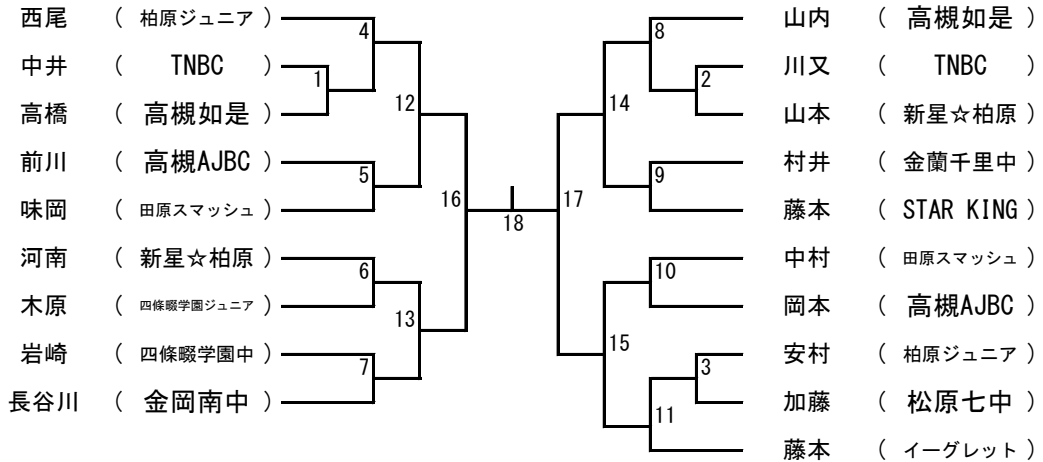 西尾 （ 柏原ジュニア ） 4 8 山内 （ 高槻如是 ）
中井 （ TNBC ） 1 2 川又 （ TNBC ）
高橋 （ 高槻如是 ） 12 14 山本 （ 新星☆柏原 ）
前川 （ 高槻AJBC ） 5 9 村井 （ 金蘭千里中 ）
味岡 （ 田原スマッシュ ） 16 18 17 藤本 （ STAR KING ）
河南 （ 新星☆柏原 ） 6 10 中村 （ 田原スマッシュ ）
木原 （ 四條畷学園ジュニア ） 13 15 岡本 （ 高槻AJBC ）
岩崎 （ 四條畷学園中 ） 7 3 安村 （ 柏原ジュニア ）
長谷川 （ 金岡南中 ） 11 加藤 （ 松原七中 ）
藤本 （ イーグレット ）